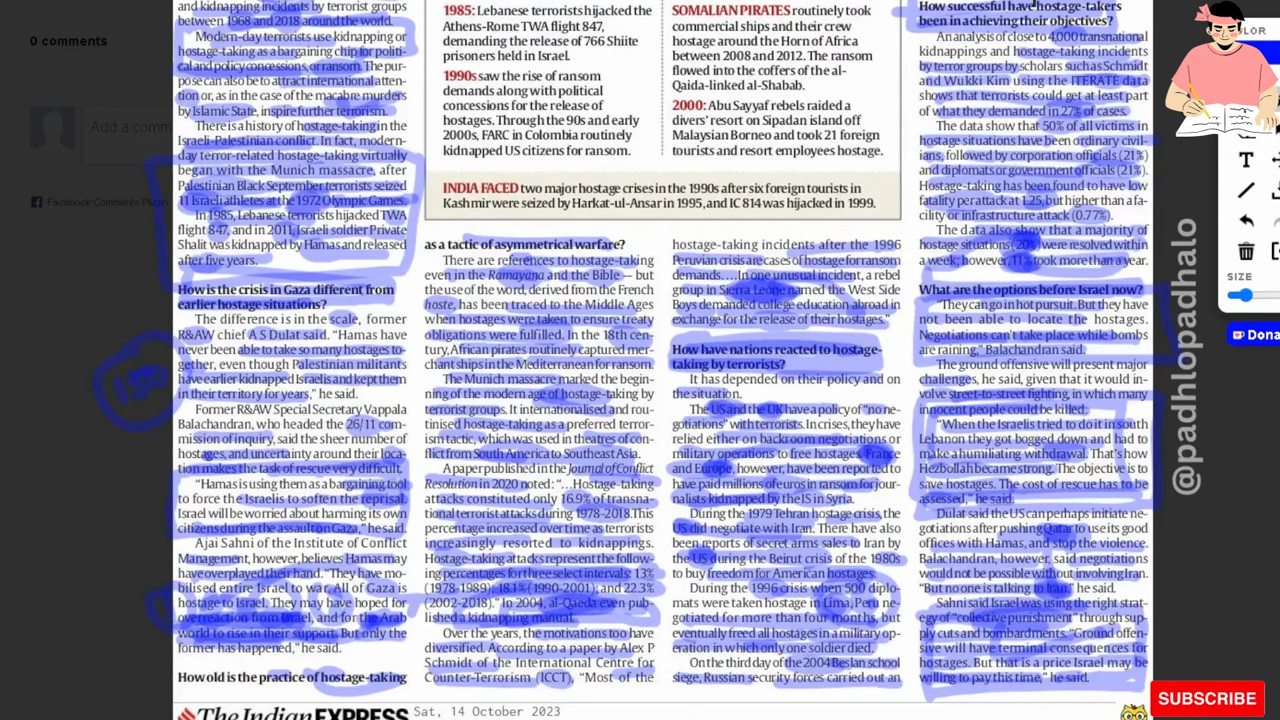 0 comments
Add a comm
Facebook Comments Plugin
and kidnapping incidents by terrorist groups
between 1968 and 2018 around the world.
Modern-day terrorists use kidnapping or
hostage-taking as a bargaining chip for politi-
cal and policy concessions, or ransom. The pur-
pose can also be to attract international atten-
tion or, as in the case of the macabre murders
by Islamic State, inspire further terrorism.
There is a history of hostage-taking in the
Israeli-Palestinian conflict. In fact, modern-
day terror-related hostage-taking virtually
began with the Munich massacre, after
Palestinian Black September terrorists seized
11 Israeli athletes at the 1972 Olympic Games.
In 1985, Lebanese terrorists hijacked TWA
flight 847, and in 2011, Israeli soldier Private
Shalit was kidnapped by Hamas and released
after five years.
How is the crisis in Gaza different from
earlier hostage situations?
The difference is in the scale, former
R&AW chief A S Dulat said. “Hamas have
never been able to take so many hostages to-
gether, even though Palestinian militants
have earlier kidnapped Israelis and kept them
in their territory for years,” he said.
Former R&AW Special Secretary Vappala
Balachandran, who headed the 26/11 com-
mission of inquiry, said the sheer number of
hostages, and uncertainty around their loca-
tion makes the task of rescue very difficult.
“Hamas is using them as a bargaining tool
to force the Israelis to soften the reprisal.
Israel will be worried about harming its own
citizens during the assault on Gaza,” he said.
Ajai Sahni of the Institute of Conflict
Management, however, believes Hamas may
have overplayed their hand. “They have mo-
bilised entire Israel to war. All of Gaza is
hostage to Israel. They may have hoped for
overreaction from Israel, and for the Arab
world to rise in their support. But only the
former has happened,” he said.
How old is the practice of hostage-taking
1985: Lebanese terrorists hijacked the
Athens-Rome TWA flight 847,
demanding the release of 766 Shiite
prisoners held in Israel.
1990s saw the rise of ransom
demands along with political
concessions for the release of
hostages. Through the 90s and early
2000s, FARC in Colombia routinely
kidnapped US citizens for ransom.
SOMALIAN PIRATES routinely took
commercial ships and their crew
hostage around the Horn of Africa
between 2008 and 2012. The ransom
flowed into the coffers of the al-
Qaida-linked al-Shabab.
2000: Abu Sayyaf rebels raided a
divers' resort on Sipadan island off
Malaysian Borneo and took 21 foreign
tourists and resort employees hostage.
INDIA FACED two major hostage crises in the 1990s after six foreign tourists in
Kashmir were seized by Harkat-ul-Ansar in 1995, and IC 814 was hijacked in 1999.
as a tactic of asymmetrical warfare?
There are references to hostage-taking
even in the Ramayana and the Bible — but
the use of the word, derived from the French
hoste, has been traced to the Middle Ages
when hostages were taken to ensure treaty
obligations were fulfilled. In the 18th cen-
tury, African pirates routinely captured mer-
chant ships in the Mediterranean for ransom.
The Munich massacre marked the begin-
ning of the modern age of hostage-taking by
terrorist groups. It internationalised and rou-
tinised hostage-taking as a preferred terror-
ism tactic, which was used in theatres of con-
flict from South America to Southeast Asia.
A paper published in the Journal of Conflict
Resolution in 2020 noted: “…Hostage-taking
attacks constituted only 16.9% of transna-
tional terrorist attacks during 1978-2018.This
percentage increased over time as terrorists
increasingly resorted to kidnappings.
Hostage-taking attacks represent the follow-
ing percentages for three select intervals: 13%
(1978-1989); 18.1% (1990-2001); and 22.3%
(2002-2018).” In 2004, al-Qaeda even pub-
lished a kidnapping manual.
Over the years, the motivations too have
diversified. According to a paper by Alex P
Schmidt of the International Centre for
Counter-Terrorism (ICCT), “Most of the
hostage-taking incidents after the 1996
Peruvian crisis are cases of hostage for ransom
demands.…In one unusual incident, a rebel
group in Sierra Leone named the West Side
Boys demanded college education abroad in
exchange for the release of their hostages.”
How have nations reacted to hostage-
taking by terrorists?
It has depended on their policy and on
the situation.
The US and the UK have a policy of “no ne-
gotiations” with terrorists. In crises, they have
relied either on backroom negotiations or
military operations to free hostages. France
and Europe, however, have been reported to
have paid millions of euros in ransom for jour-
nalists kidnapped by the IS in Syria.
During the 1979 Tehran hostage crisis, the
US did negotiate with Iran. There have also
been reports of secret arms sales to Iran by
the US during the Beirut crisis of the 1980s
to buy freedom for American hostages.
During the 1996 crisis when 500 diplo-
mats were taken hostage in Lima, Peru ne-
gotiated for more than four months, but
eventually freed all hostages in a military op-
eration in which only one soldier died.
On the third day of the 2004 Beslan school
siege, Russian security forces carried out an
How successful have hostage-takers
been in achieving their objectives?
An analysis of close to 4,000 transnational
kidnappings and hostage-taking incidents
by terror groups by scholars such as Schmidt
and Wukki Kim using the ITERATE data
shows that terrorists could get at least part
of what they demanded in 27% of cases.
The data show that 50% of all victims in
hostage situations have been ordinary civil-
ians, followed by corporation officials (21%)
and diplomats or government officials (21%).
Hostage-taking has been found to have low
fatality per attack at 1.25, but higher than a fa-
cility or infrastructure attack (0.77%).
The data also show that a majority of
hostage situations (20%) were resolved within
a week; however, 11% took more than a year.
What are the options before Israel now?
“They can go in hot pursuit. But they have
not been able to locate the hostages.
Negotiations can't take place while bombs
are raining,” Balachandran said.
The ground offensive will present major
challenges, he said, given that it would in-
volve street-to-street fighting, in which many
innocent people could be killed.
“When the Israelis tried to do it in south
Lebanon they got bogged down and had to
make a humiliating withdrawal. That's how
Hezbollah became strong. The objective is to
save hostages. The cost of rescue has to be
assessed,” he said.
Dulat said the US can perhaps initiate ne-
gotiations after pushing Qatar to use its good
offices with Hamas, and stop the violence.
Balachandran, however, said negotiations
would not be possible without involving Iran.
“But no one is talking to Iran,” he said.
Sahni said Israel was using the right strat-
egy of “collective punishment” through sup-
ply cuts and bombardments. “Ground offen-
sive will have terminal consequences for
hostages. But that is a price Israel may be
willing to pay this time,” he said.
The Indian EXPRESS
Sat, 14 October 2023
@padhlopadhalo
LOR
T
SIZE
Dona
SUBSCRIBE